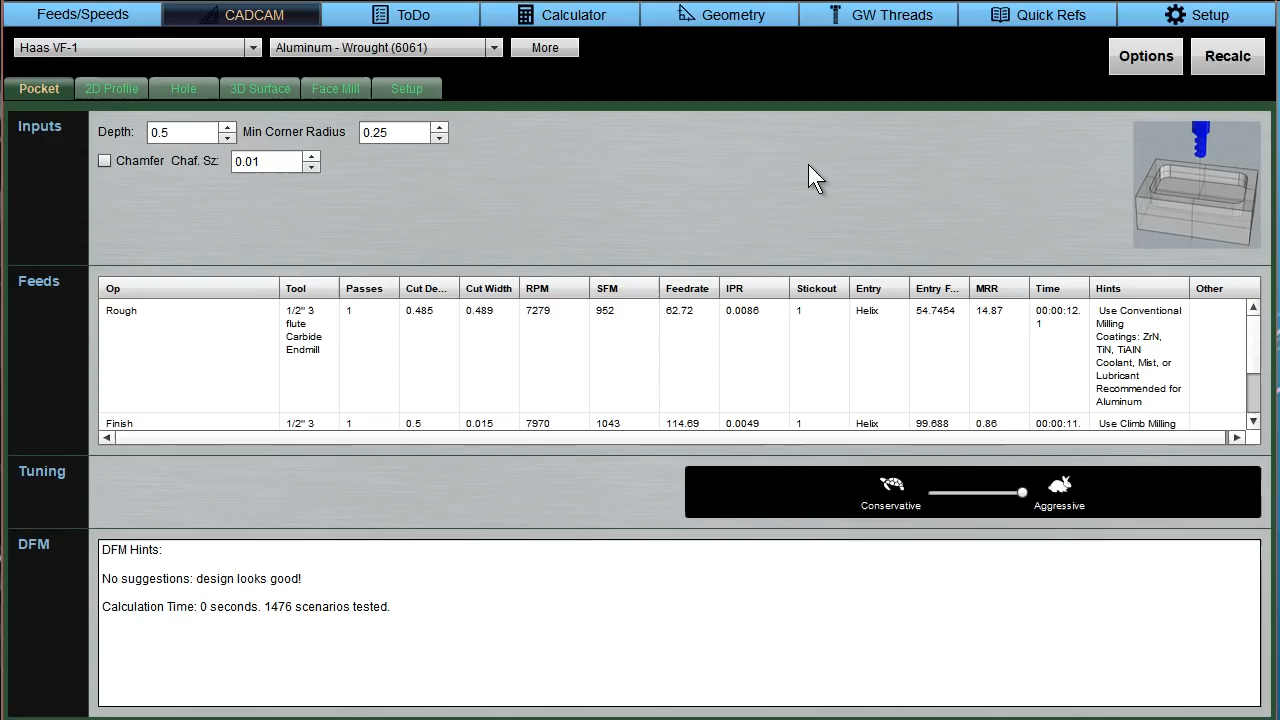 Feeds/Speeds CADCAM ToDo Calculator Geometry GW Threads Quick Refs Setup
Haas VF-1 Aluminum - Wrought (6061) More Options Recalc
Pocket 2D Profile Hole 3D Surface Face Mill Setup
Inputs
Depth: 0.5 Min Corner Radius 0.25
Chamfer Chaf. Sz: 0.01
Feeds
Op Tool Passes Cut De... Cut Width RPM SFM Feedrate IPR Stickout Entry Entry F... MRR Time Hints Other
Rough 1/2" 3 1 0.485 0.489 7279 952 62.72 0.0086 1 Helix 54.7454 14.87 00:00:12. Use Conventional
flute 1 Milling
Carbide Coatings: ZrN,
Endmill TiN, TiAlN
Coolant, Mist, or
Lubricant
Recommended for
Aluminum
Finish 1/2" 3 1 0.5 0.015 7970 1043 114.69 0.0049 1 Helix 99.688 0.86 00:00:11. Use Climb Milling
Tuning
Conservative Aggressive
DFM
DFM Hints:
No suggestions: design looks good!
Calculation Time: 0 seconds. 1476 scenarios tested.